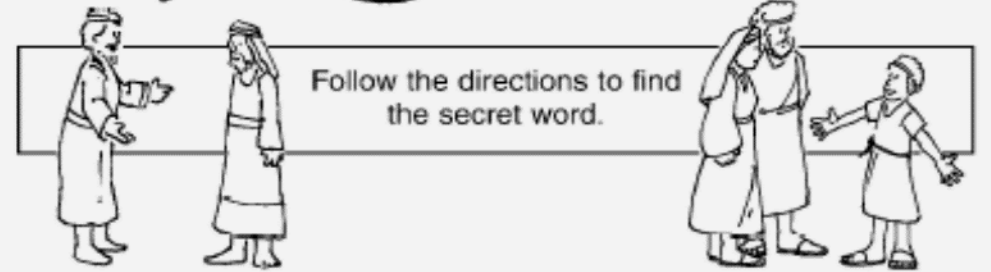 Follow the directions to find
the secret word.